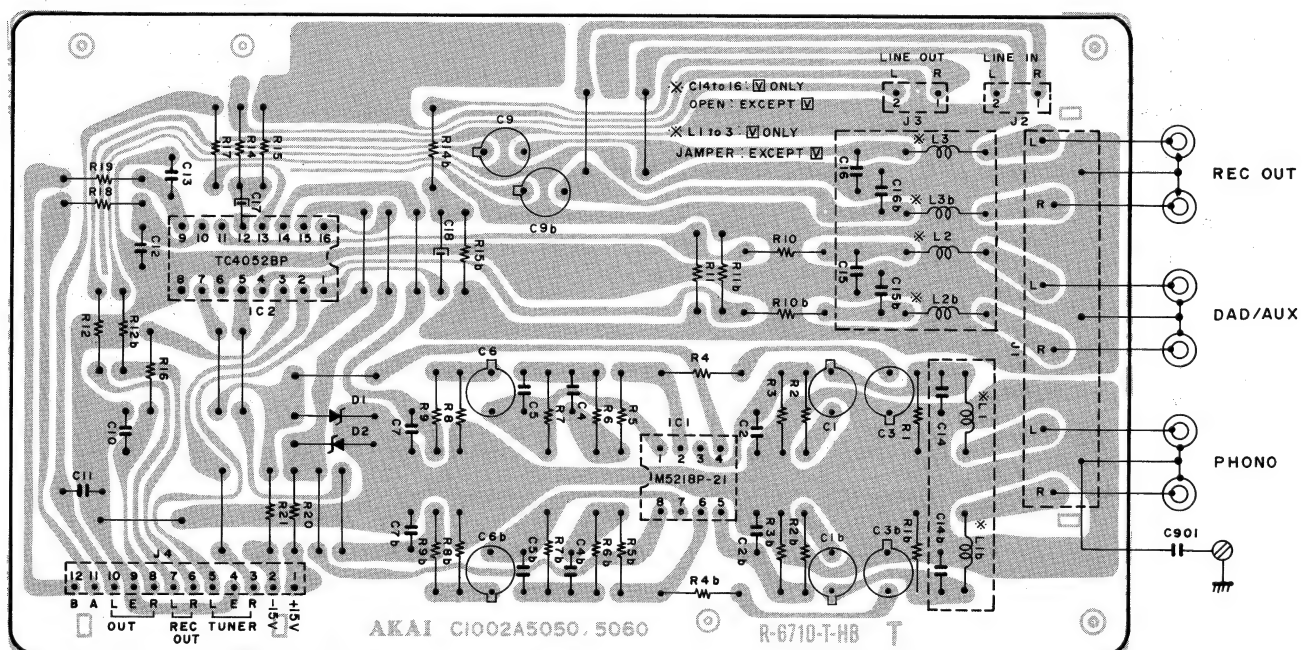 LINE OUT LINE IN
L R L R
2 1 2 1
J3 J2
※ C14 to 16 : V ONLY
OPEN : EXCEPT V
※ L1 to 3 : V ONLY
JAMPER : EXCEPT V
C9
C9b
R19
R18
C13
R17
R14
R15
C17
R14b
C12
9 10 11 12 13 14 15 16
TC4052BP
8 7 6 5 4 3 2 1
IC2
C18
R15b
R11
R11b
R10
R10b
C16
C16b
C15
C15b
※ L3
※ L3b
※ L2
※ L2b
L
R
L
R
J1
L
R
REC OUT
DAD/AUX
PHONO
C901
R12
R12b
R16
C10
C11
D1
D2
C7
R9
R8
C6
C5
R7
C4
R6
R5
R4
IC1
1 2 3 4
M5218P-21
8 7 6 5
C2
R3
R2
C1
C3
R1
C14
※ L1
R21
R20
C7b
R9b
R8b
C6b
C5b
R7b
C4b
R6b
R5b
R4b
C2b
R3b
R2b
C1b
C3b
R1b
C14b
※ L1b
J4
12 11 10 9 8 7 6 5 4 3 2 1
B A L E R L R L E R -15V +15V
OUT REC OUT TUNER
AKAI C1002A5050, 5060
R-6710-T-HB T